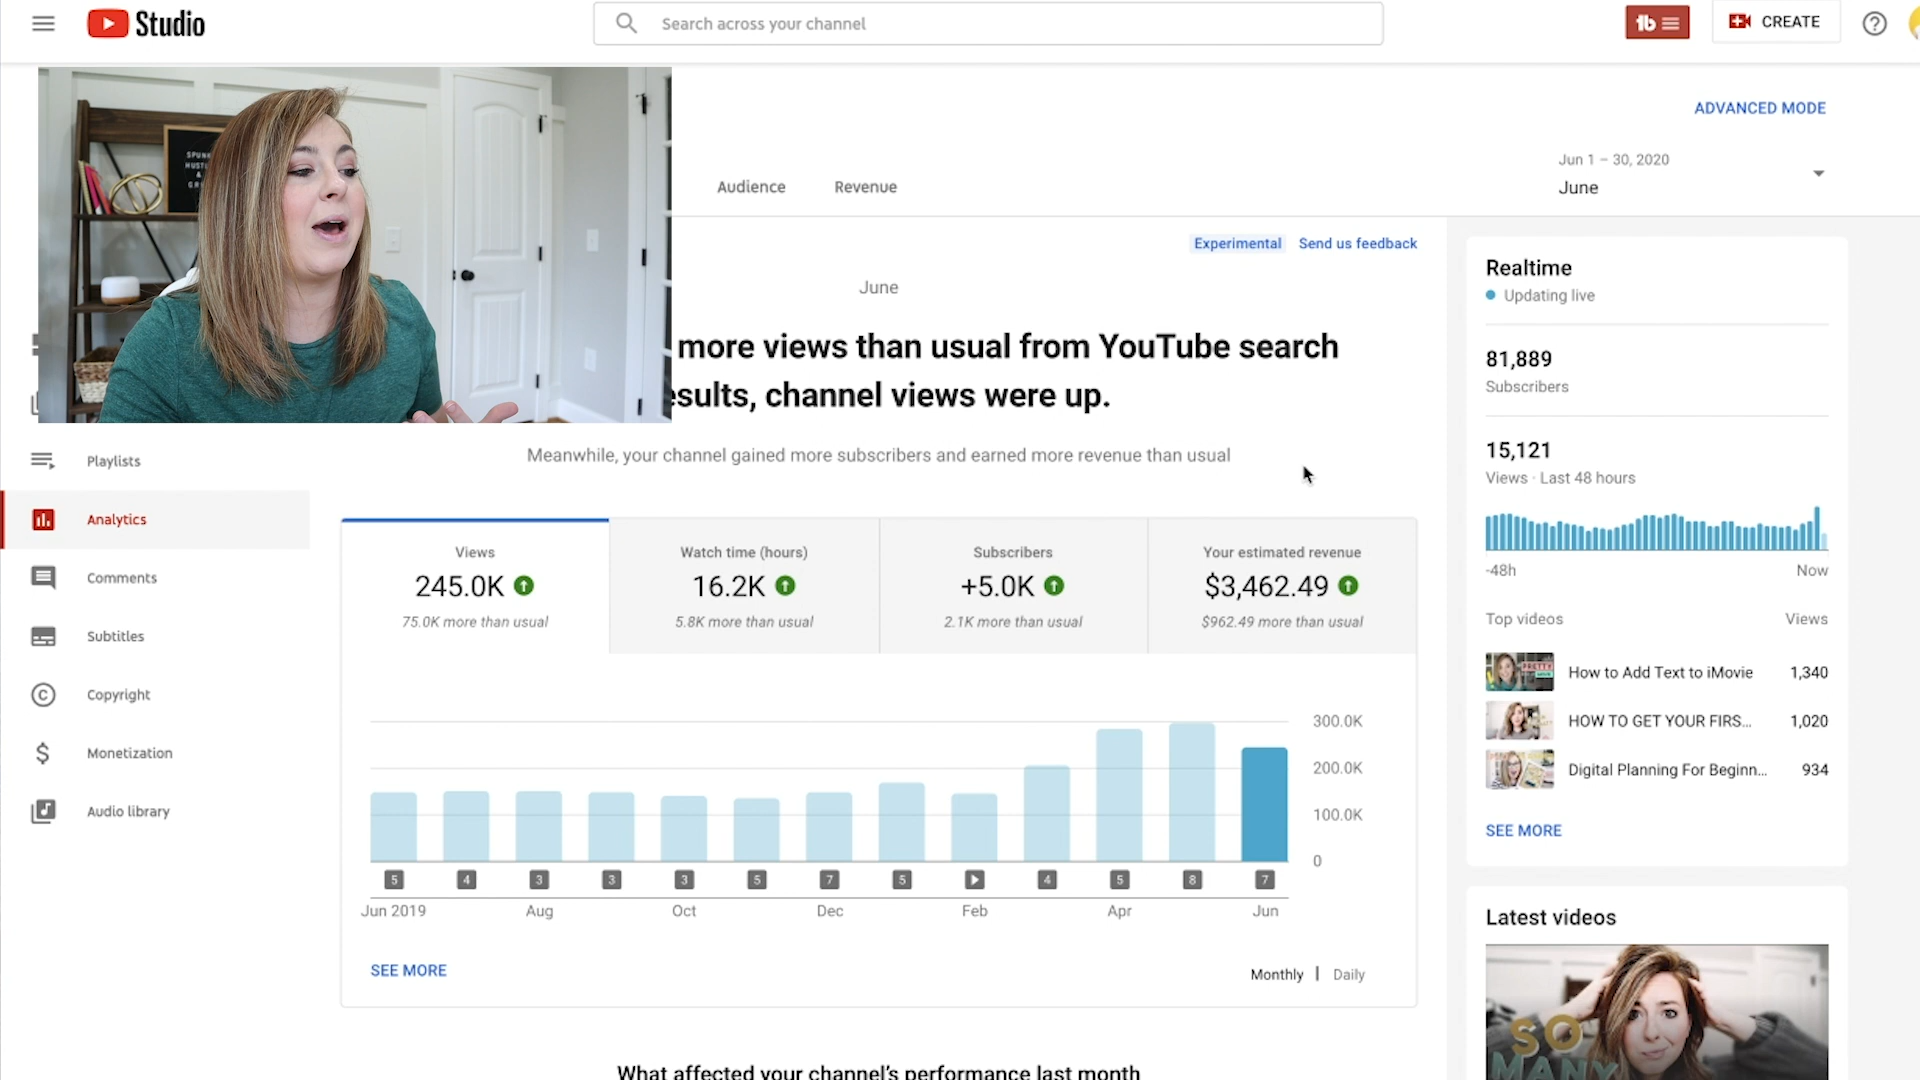 Studio
Search across your channel
CREATE
ADVANCED MODE
Jun 1 – 30, 2020
June
Audience
Revenue
Experimental
Send us feedback
June
more views than usual from YouTube search
esults, channel views were up.
Meanwhile, your channel gained more subscribers and earned more revenue than usual
Playlists
Analytics
Comments
Subtitles
Copyright
Monetization
Audio library
Views
245.0K
75.0K more than usual
Watch time (hours)
16.2K
5.8K more than usual
Subscribers
+5.0K
2.1K more than usual
Your estimated revenue
$3,462.49
$962.49 more than usual
300.0K
200.0K
100.0K
0
5 4 3 3 3 5 7 5 4 5 8 7
Jun 2019 Aug Oct Dec Feb Apr Jun
SEE MORE
Monthly | Daily
What affected your channel's performance last month
Realtime
Updating live
81,889
Subscribers
15,121
Views · Last 48 hours
-48h Now
Top videos Views
How to Add Text to iMovie 1,340
HOW TO GET YOUR FIRS... 1,020
Digital Planning For Beginn... 934
SEE MORE
Latest videos
SO
MANY